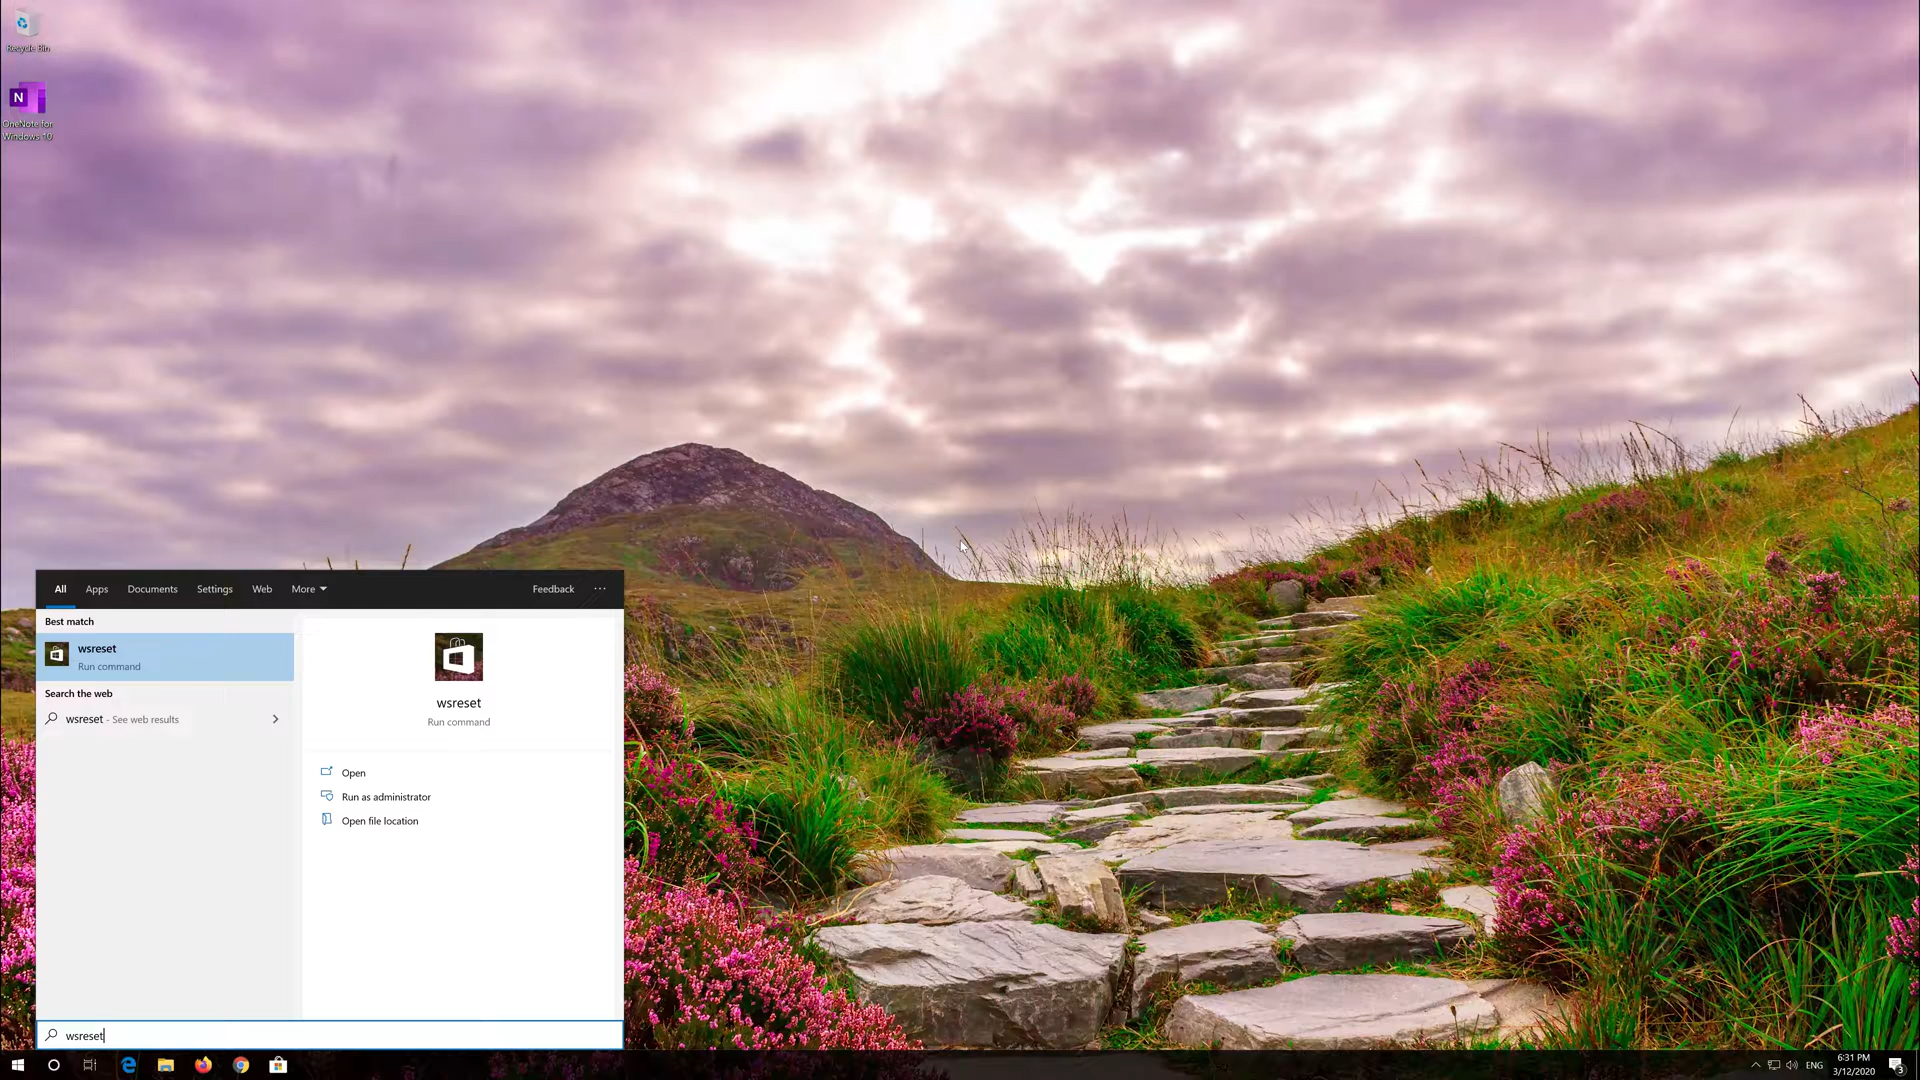 Recycle Bin
N
OneNote for
Windows 10
All Apps Documents Settings Web More Feedback ...
Best match
wsreset
Run command
Search the web
wsreset - See web results
wsreset
Run command
Open
Run as administrator
Open file location
wsreset
ENG
6:31 PM
3/12/2020
3